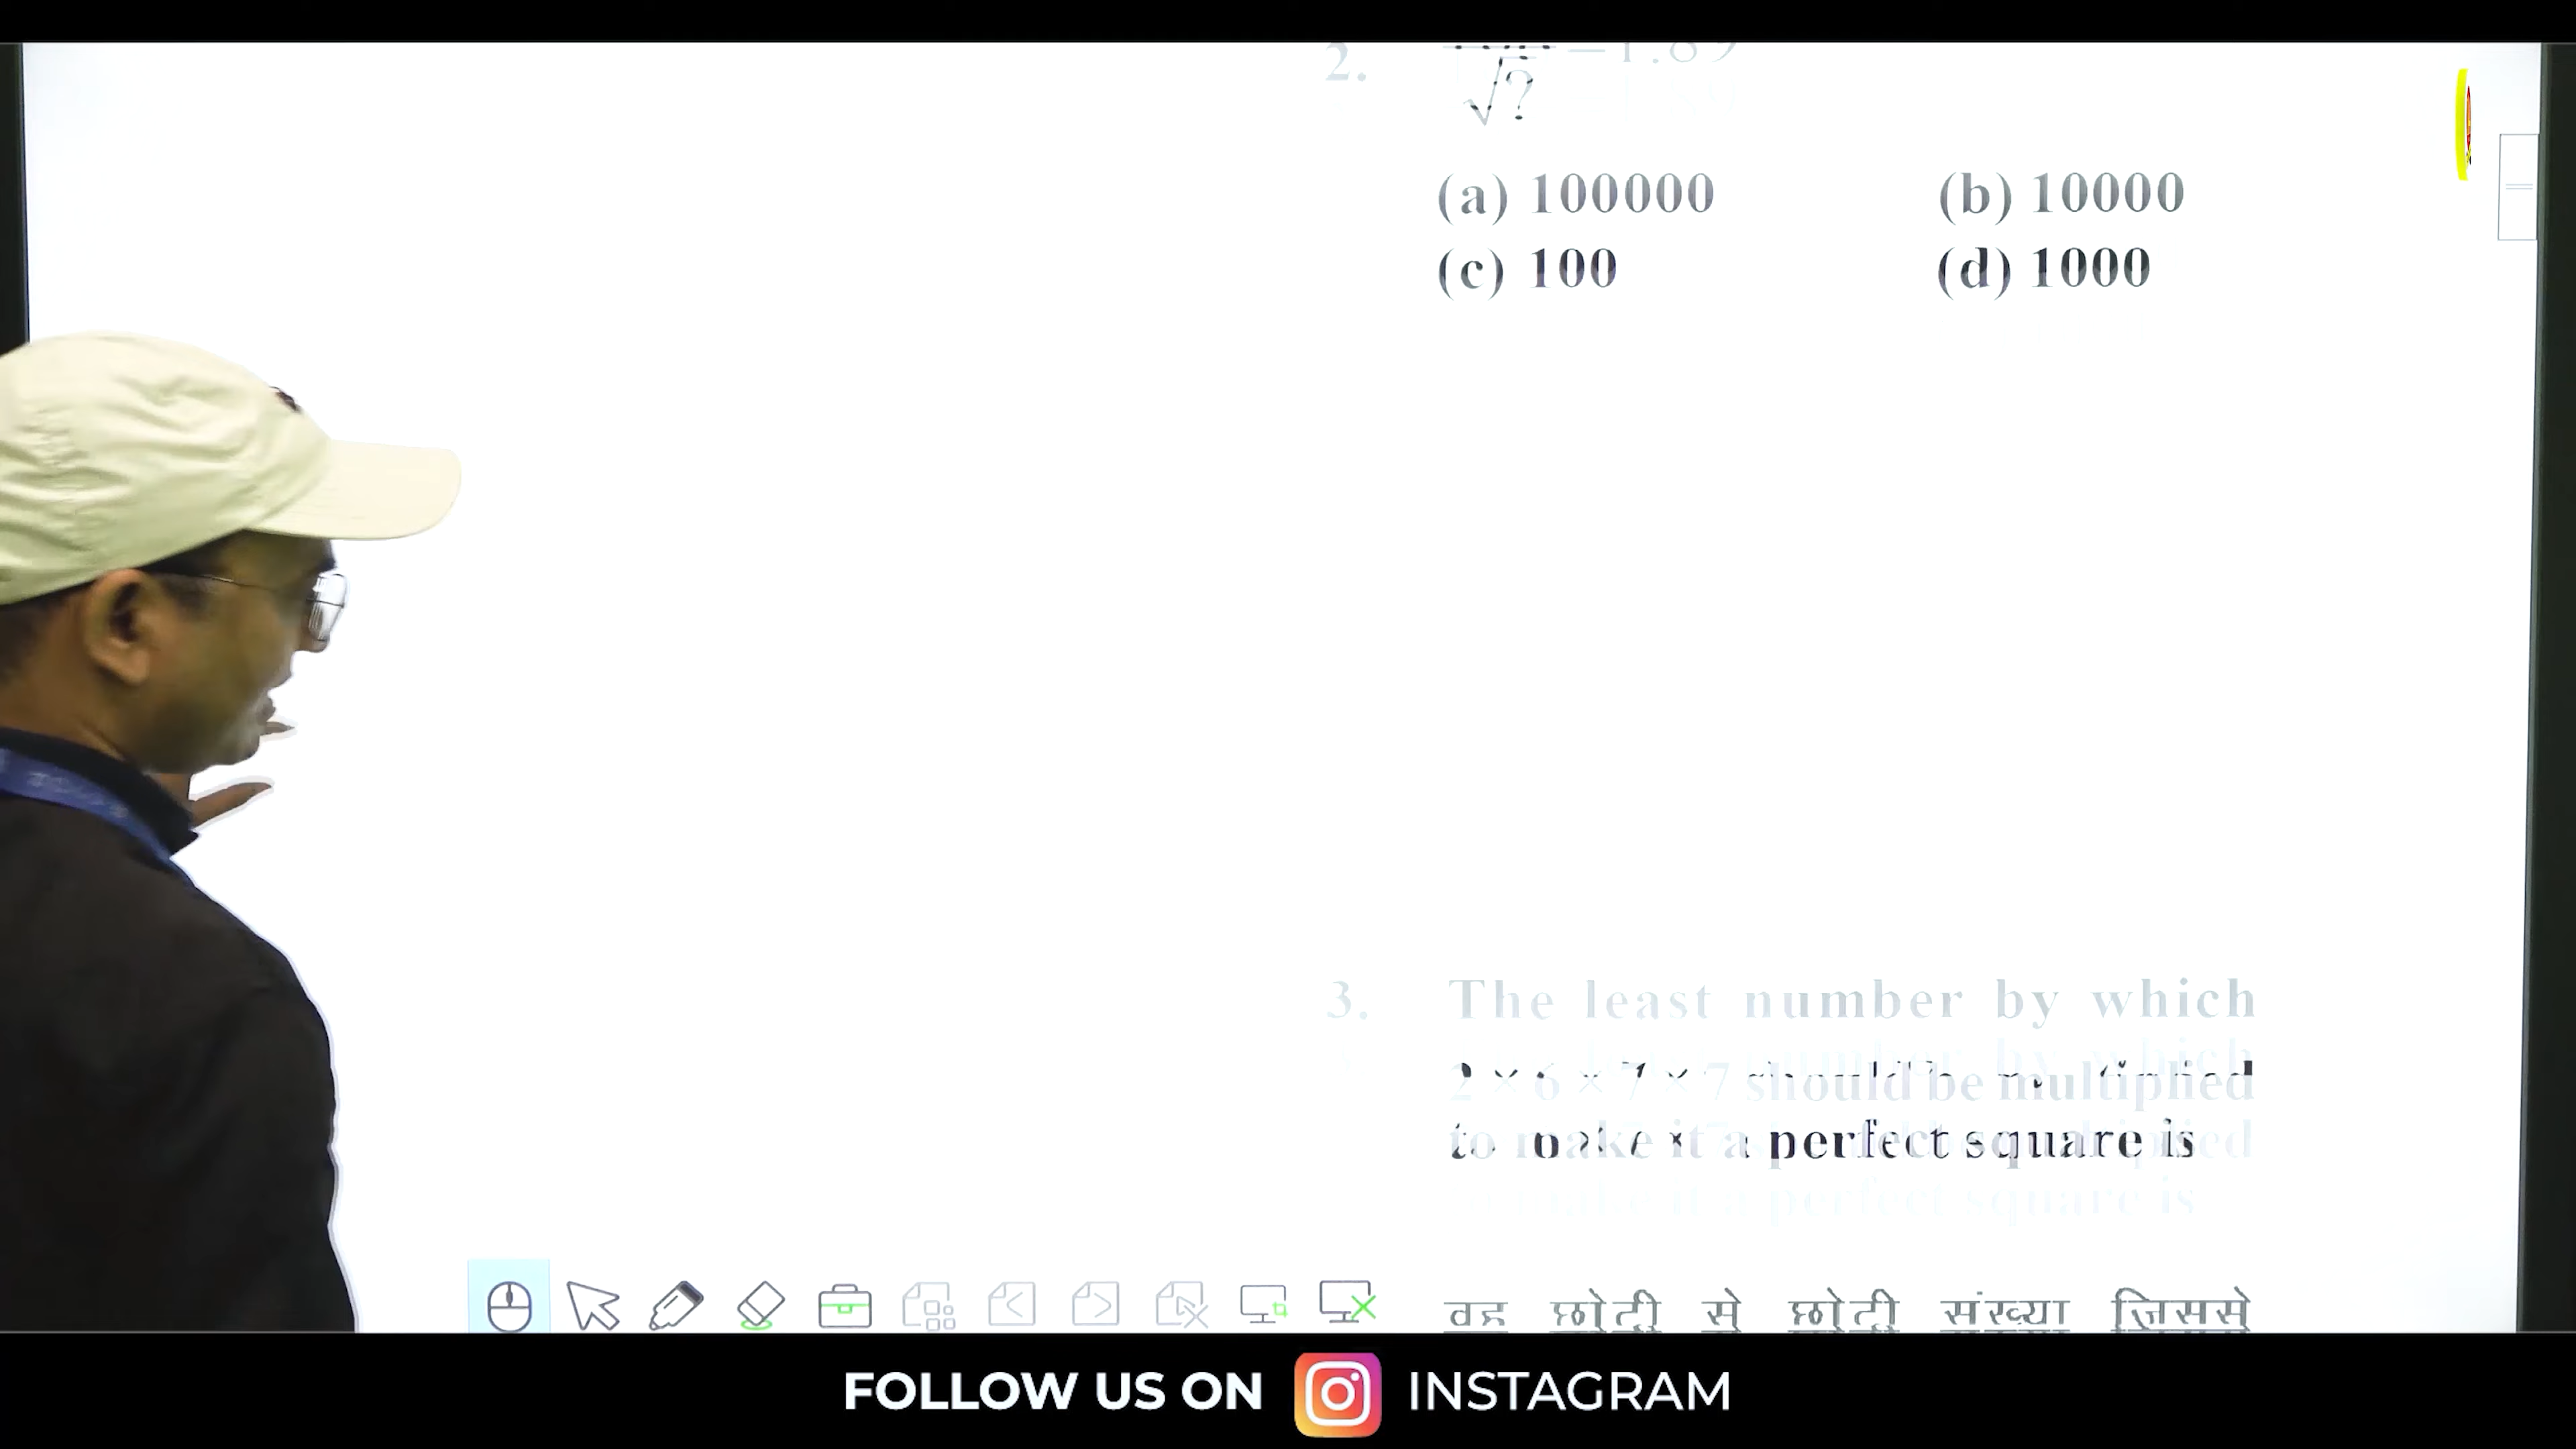 2.
√?
(a) 100000 (b) 10000
(c) 100 (d) 1000
3. The least number by which
2 × 6 × 7 × 7 should be multiplied
to make it a perfect square is
वह छोटी से छोटी संख्या जिससे
FOLLOW US ON INSTAGRAM